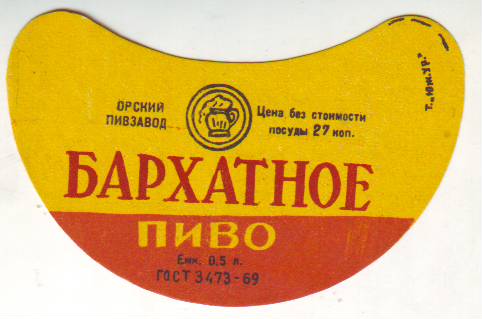 ОРСКИЙ
ПИВЗАВОД
Цена без стоимости
посуды 27 коп.
т. „Юж.Ур.“
БАРХАТНОЕ
ПИВО
Емк. 0,5 л.
ГОСТ 3473-69